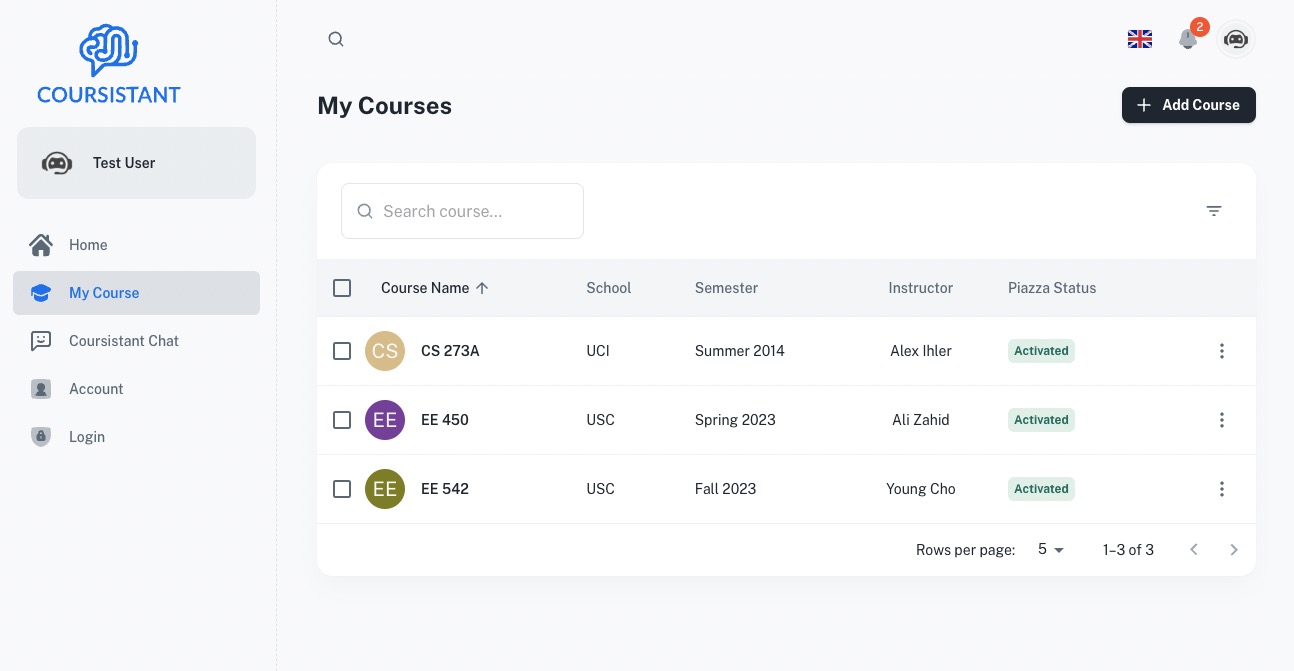 COURSISTANT
Test User
Home
My Course
Coursistant Chat
Account
Login
2
My Courses
Add Course
Search course...
Course Name School Semester Instructor Piazza Status
CS CS 273A UCI Summer 2014 Alex Ihler Activated
EE EE 450 USC Spring 2023 Ali Zahid Activated
EE EE 542 USC Fall 2023 Young Cho Activated
Rows per page: 5 1–3 of 3